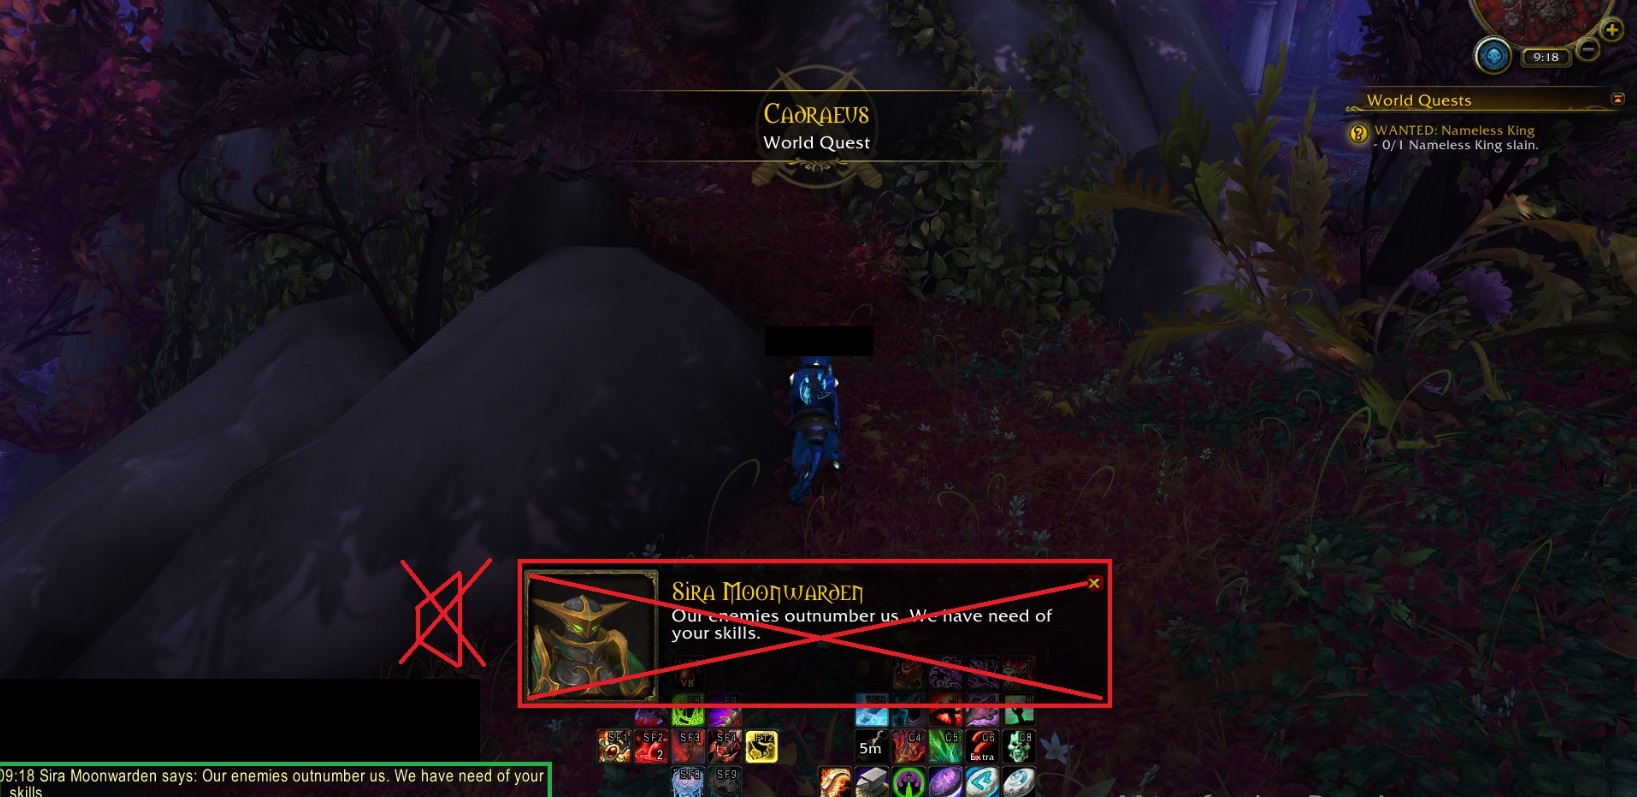 9:18
Cadraeus
World Quest
World Quests
WANTED: Nameless King
- 0/1 Nameless King slain.
Sira Moonwarden
Our enemies outnumber us. We have need of
your skills.
VB
SF1
SF2
SF3
SF4
2
5m
C4
C5
C6
C8
Extra
SF8
SF9
09:18 Sira Moonwarden says: Our enemies outnumber us. We have need of your
skills.